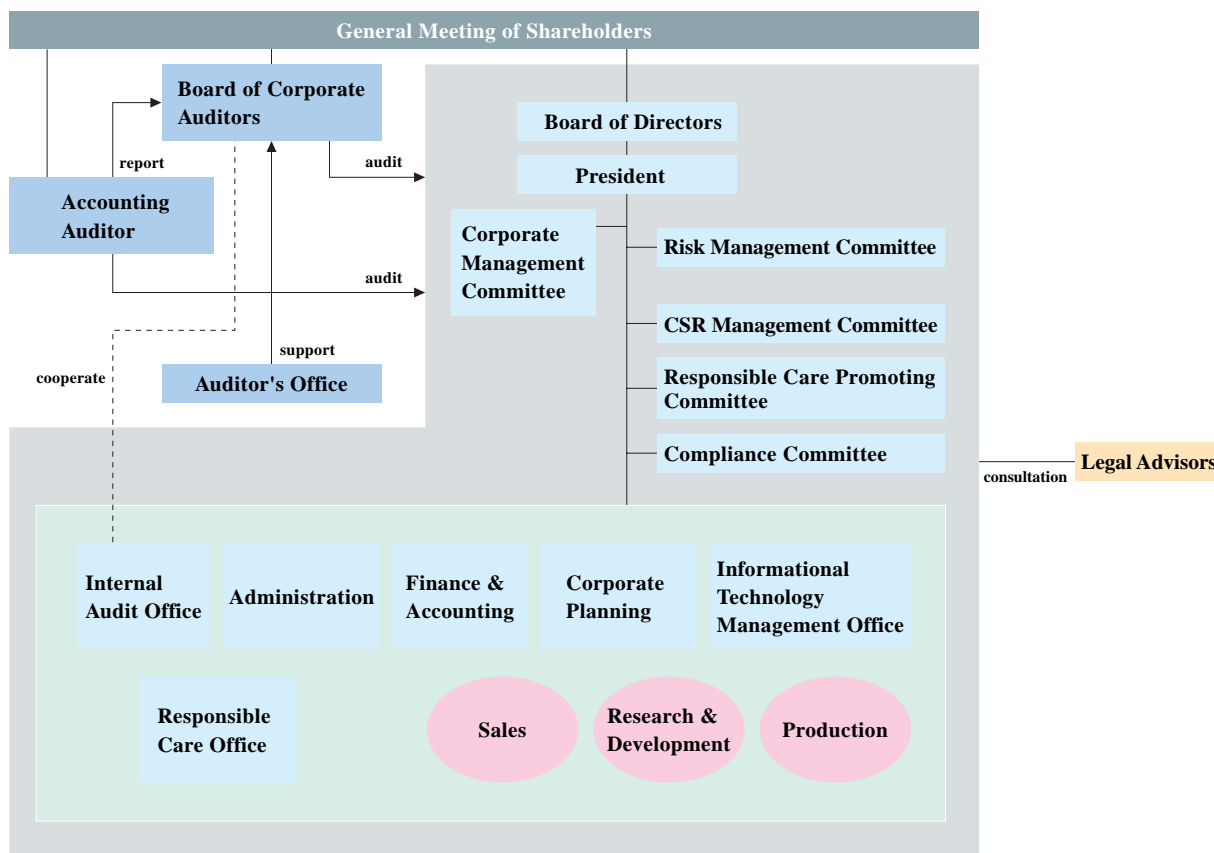 General Meeting of Shareholders
Board of Corporate
Auditors
Board of Directors
report
audit
President
Accounting
Auditor
Corporate
Management
Committee
Risk Management Committee
audit
CSR Management Committee
support
cooperate
Auditor's Office
Responsible Care Promoting
Committee
Compliance Committee
Legal Advisors
consultation
Internal
Audit Office
Administration
Finance &
Accounting
Corporate
Planning
Informational
Technology
Management Office
Responsible
Care Office
Sales
Research &
Development
Production